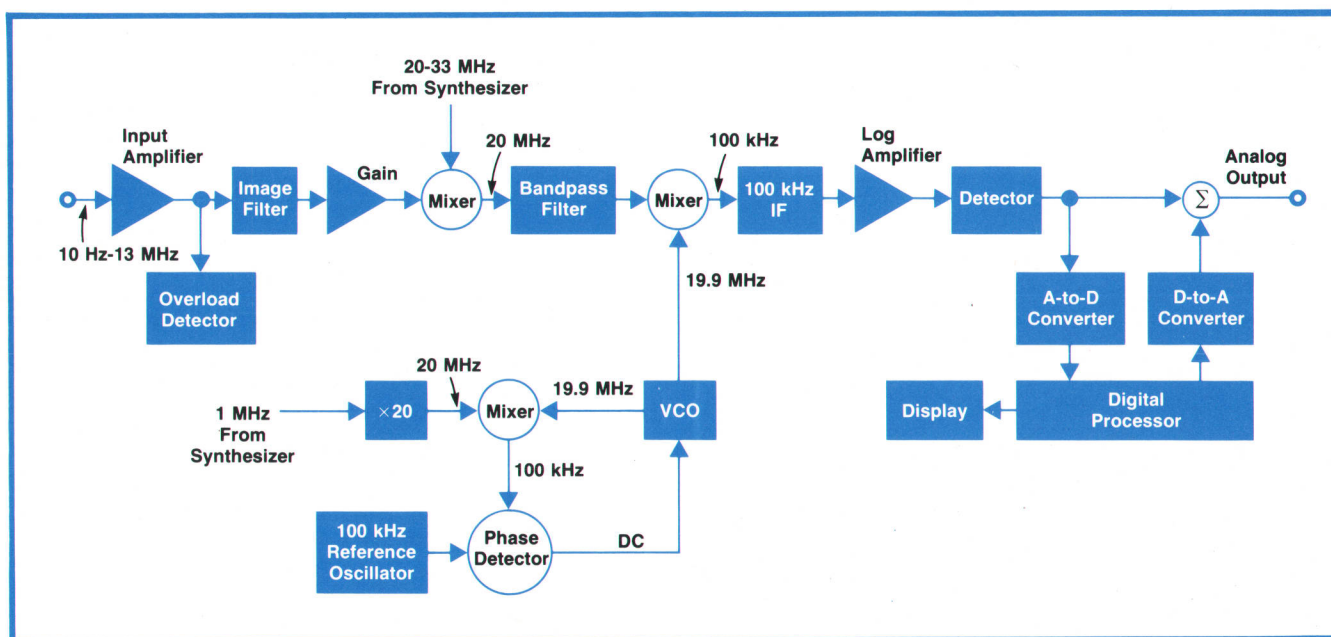 20-33 MHz
From Synthesizer
Input
Amplifier
20 MHz
100 kHz
Log
Amplifier
Analog
Output
Image
Filter
Gain
Mixer
Bandpass
Filter
Mixer
100 kHz
IF
Detector
Σ
10 Hz-13 MHz
Overload
Detector
19.9 MHz
A-to-D
Converter
D-to-A
Converter
1 MHz
From
Synthesizer
×20
20 MHz
Mixer
19.9 MHz
VCO
Display
Digital
Processor
100 kHz
100 kHz
Reference
Oscillator
Phase
Detector
DC